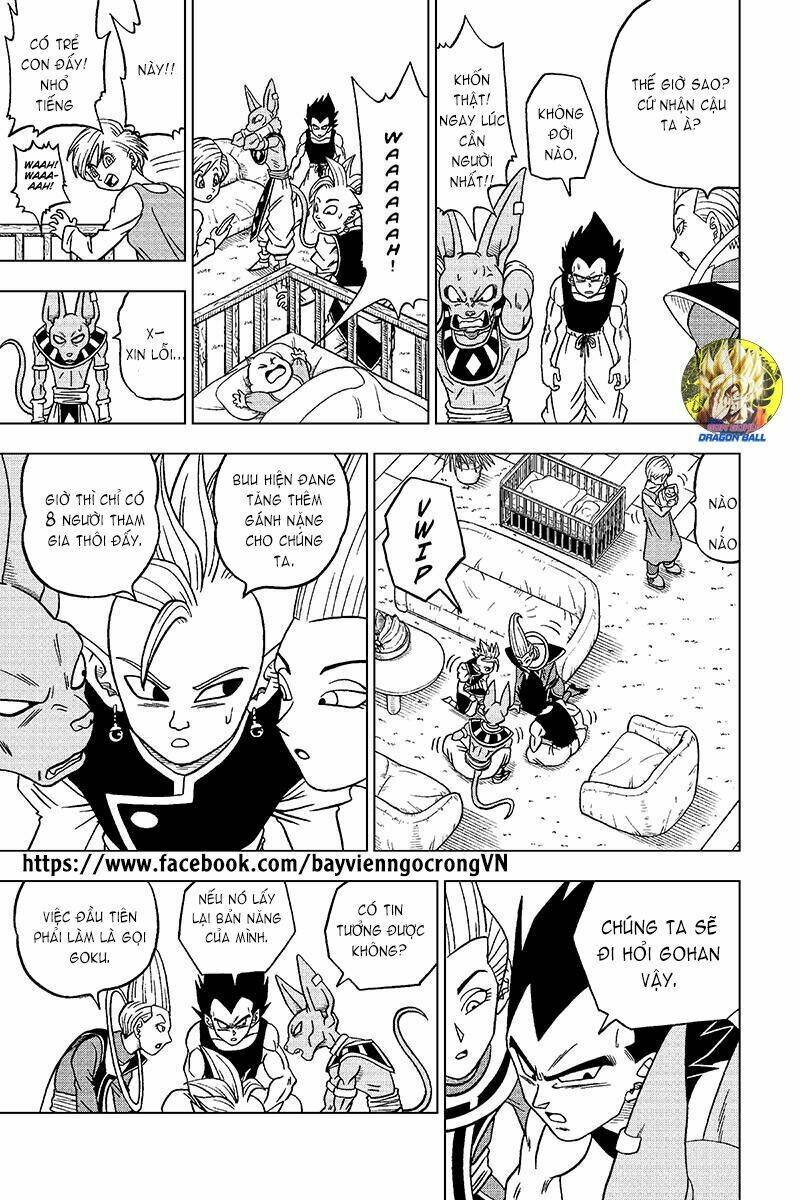 THẾ GIỜ SAO?
CỨ NHẬN CẬU
TA À?
KHÔNG
ĐỜI
NÀO.
KHỐN
THẬT!
NGAY LÚC
CẦN
NGƯỜI
NHẤT!!
WAAAAAAH!
NÀY!!
CÓ TRẺ
CON ĐẤY!
NHỎ
TIẾNG
WAAH!
WAAA-
AAH!
X-
XIN LỖI...
DRAGON BALL
NÀO
, NÀO
VWIP
BUU HIỆN ĐANG
TĂNG THÊM
GÁNH NẶNG
CHO CHÚNG
TA.
GIỜ THÌ CHỈ CÓ
8 NGƯỜI THAM
GIA THÔI ĐẤY.
https://www.facebook.com/bayvienngocrongVN
CHÚNG TA SẼ
ĐI HỎI GOHAN
VẬY.
CÓ TIN
TƯỞNG ĐƯỢC
KHÔNG?
NẾU NÓ LẤY
LẠI BẢN NĂNG
CỦA MÌNH.
VIỆC ĐẦU TIÊN
PHẢI LÀM LÀ GỌI
GOKU.